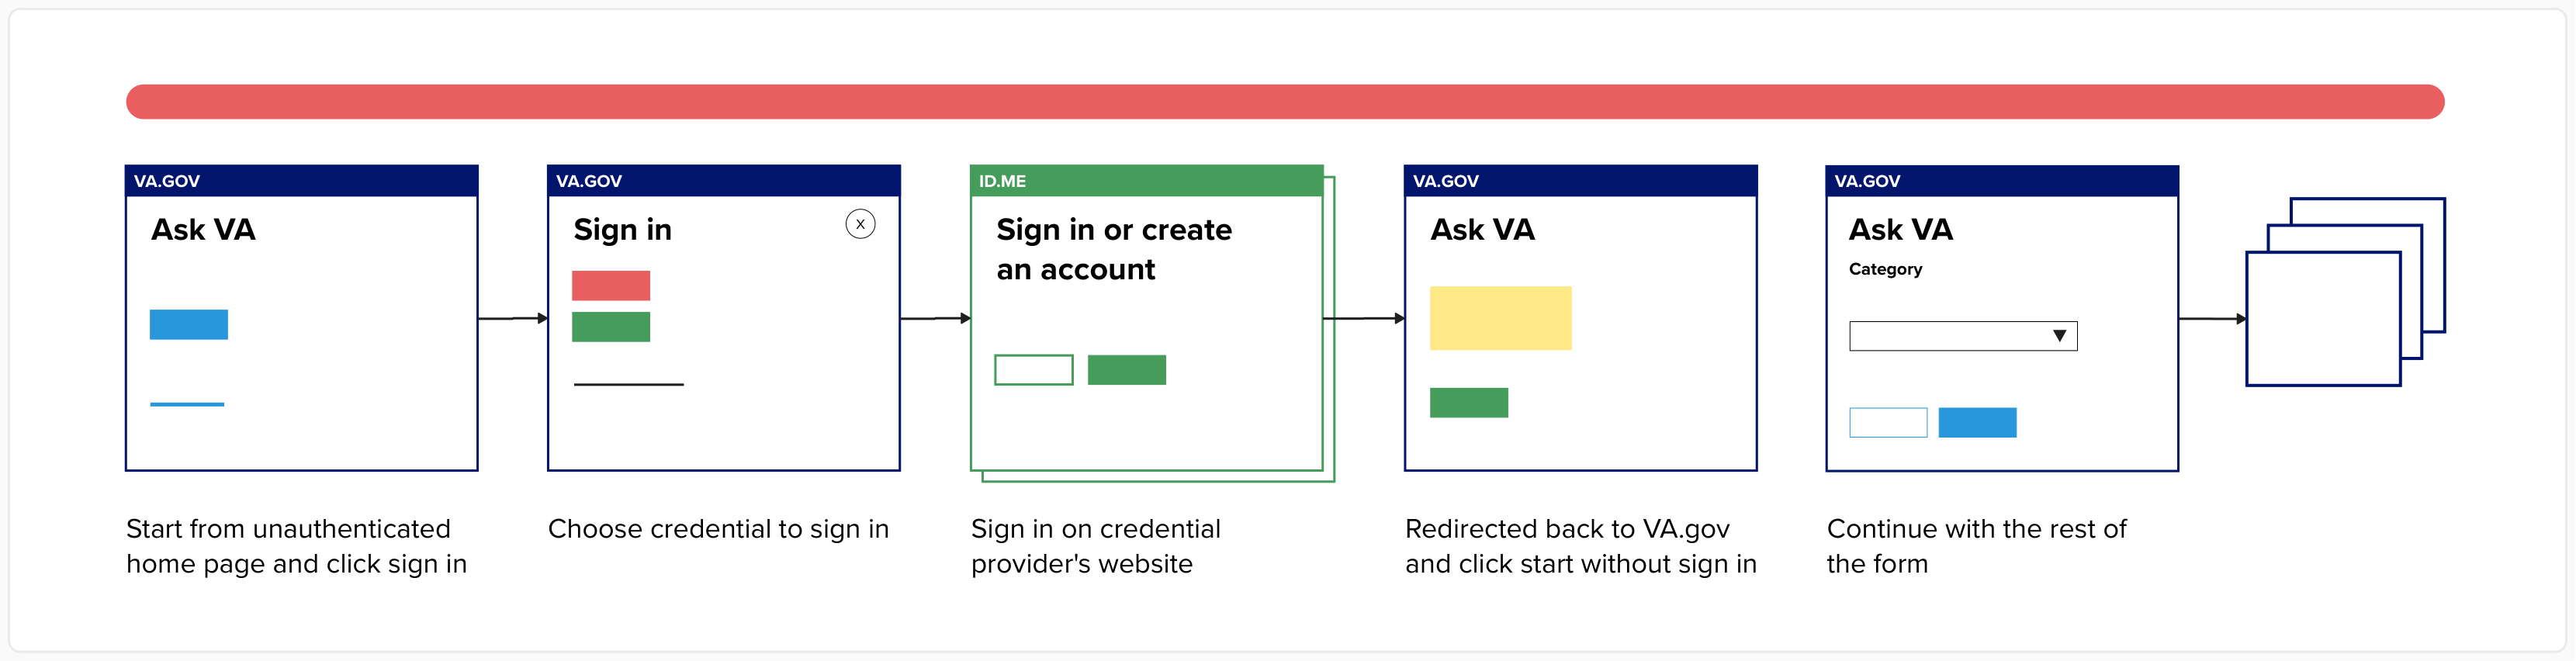 VA.GOV
Ask VA
VA.GOV
Sign in
X
ID.ME
Sign in or create
an account
VA.GOV
Ask VA
VA.GOV
Ask VA
Category
Start from unauthenticated
home page and click sign in
Choose credential to sign in
Sign in on credential
provider's website
Redirected back to VA.gov
and click start without sign in
Continue with the rest of
the form